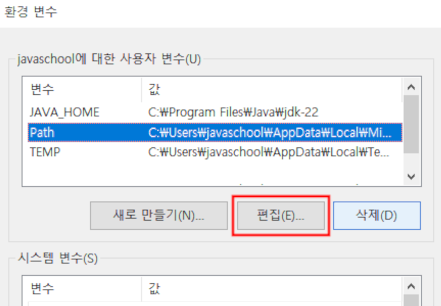 환경 변수
javaschool에 대한 사용자 변수(U)
변수 값
JAVA_HOME C:₩Program Files₩Java₩jdk-22
Path C:₩Users₩javaschool₩AppData₩Local₩Mi...
TEMP C:₩Users₩javaschool₩AppData₩Local₩Te...
새로 만들기(N)... 편집(E)... 삭제(D)
시스템 변수(S)
변수 값